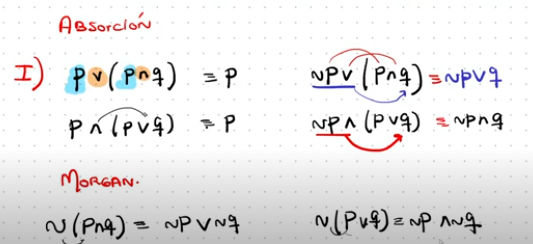 Absorción
I) p ∨ (p ∧ q) ≡ p   ~p ∨ (p ∧ q) ≡ ~p ∨ q
p ∧ (p ∨ q) ≡ p   ~p ∧ (p ∨ q) ≡ ~p ∧ q
Morgan.
~(p ∧ q) ≡ ~p ∨ ~q   ~(p ∨ q) ≡ ~p ∧ ~q